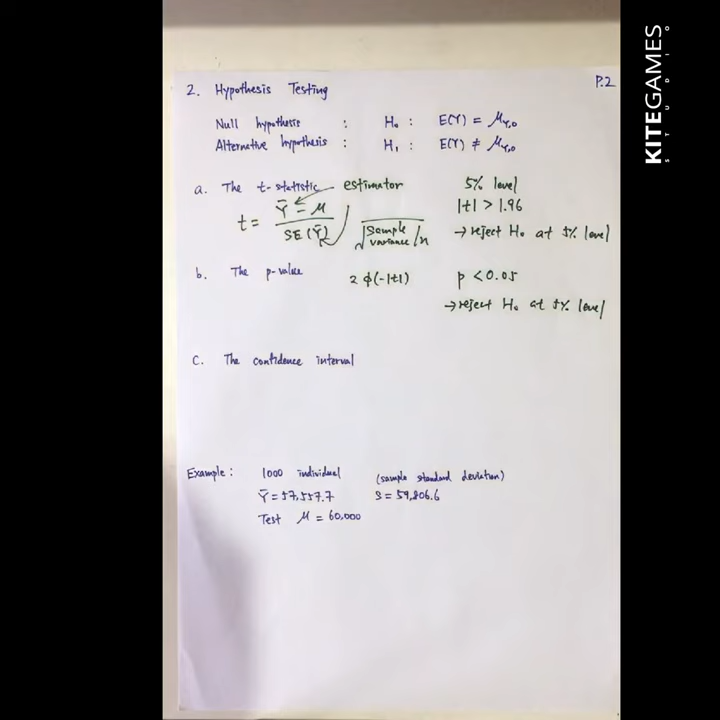 KITEGAMES
STUDIO
P.2
2. Hypothesis Testing
Null hypothesis : H₀ : E(Y) = μY,0
Alternative hypothesis : H₁ : E(Y) ≠ μY,0
a. The t-statistic estimator 5% level
t = (Ȳ − μ) / SE(Ȳ) √(sample variance / n) |t| > 1.96
→ reject H₀ at 5% level
b. The p-value 2 ϕ(-|t|) p < 0.05
→ reject H₀ at 5% level
c. The confidence interval
Example : 1000 individual (sample standard deviation)
Ȳ = 57,557.7 S = 59,806.6
Test μ = 60,000